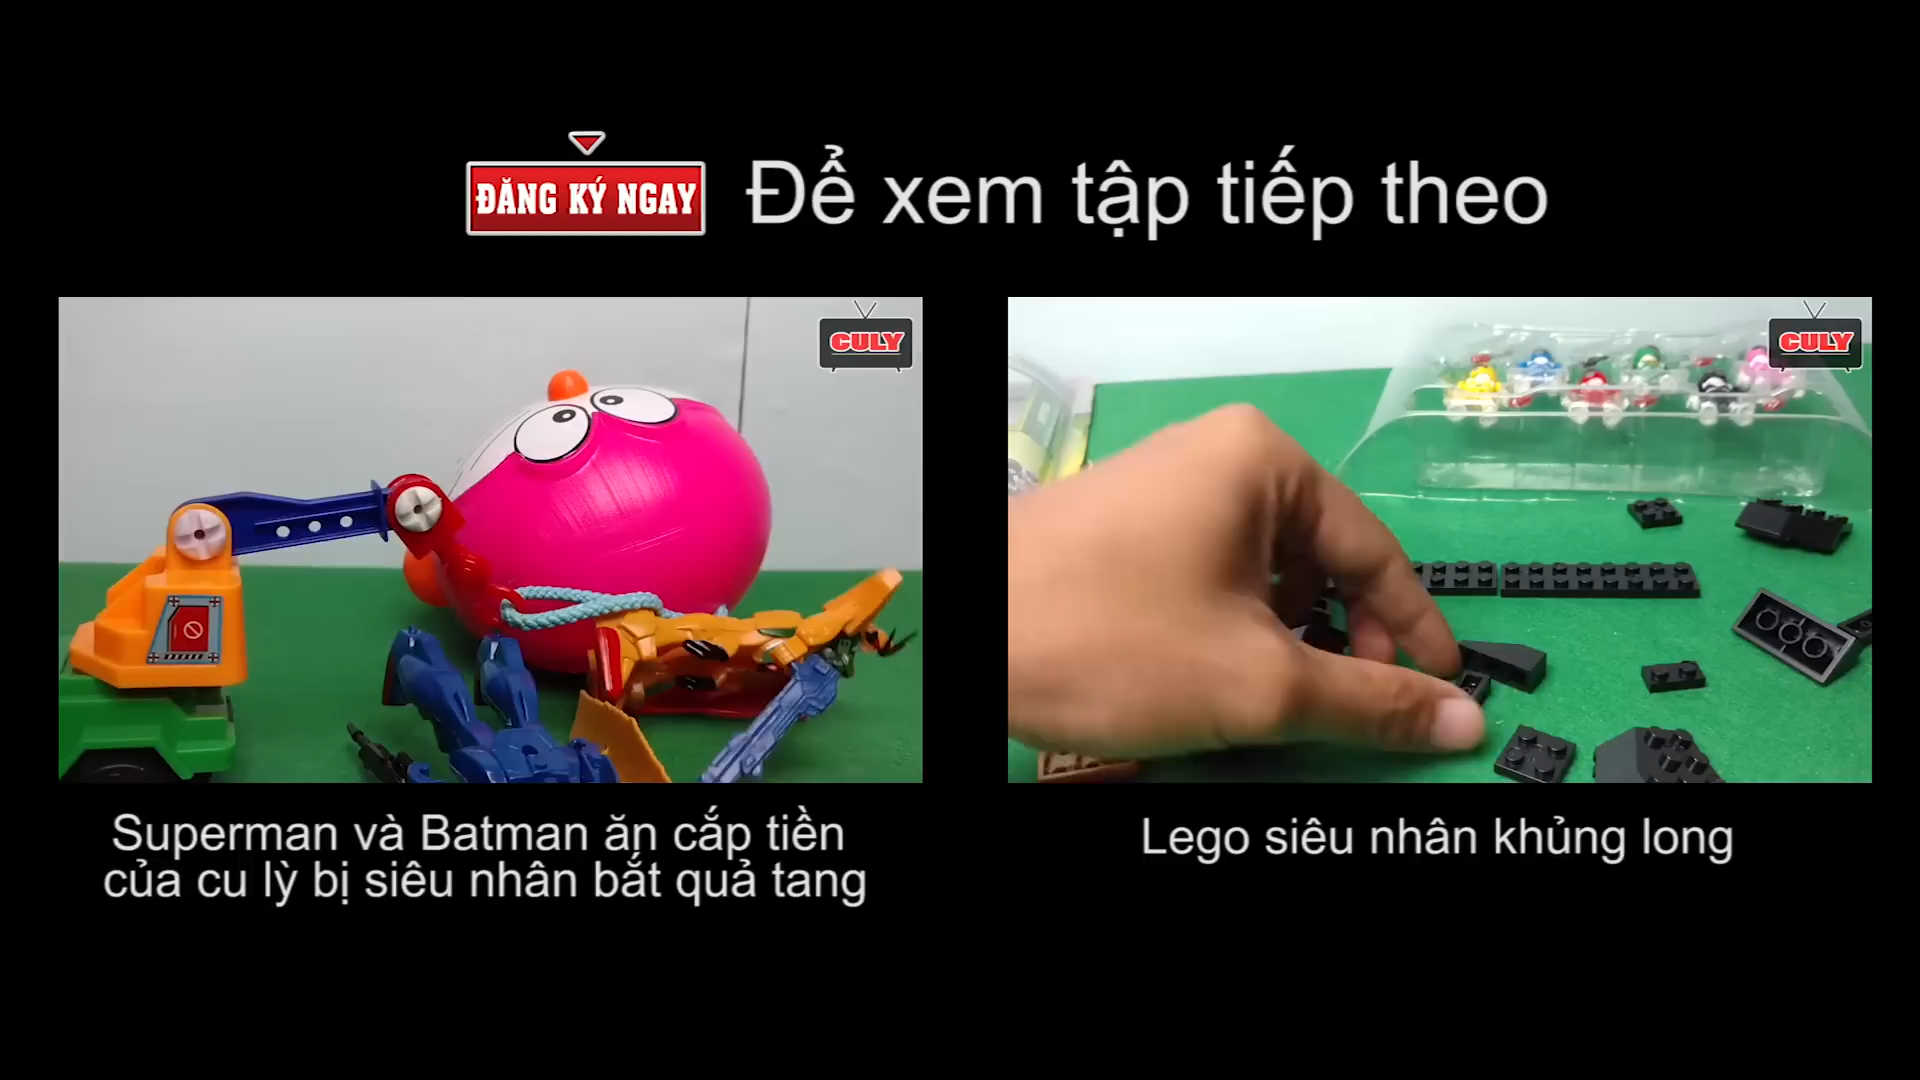 ĐĂNG KÝ NGAY Để xem tập tiếp theo
CULY
CULY
Superman và Batman ăn cắp tiền
của cu lỳ bị siêu nhân bắt quả tang
Lego siêu nhân khủng long